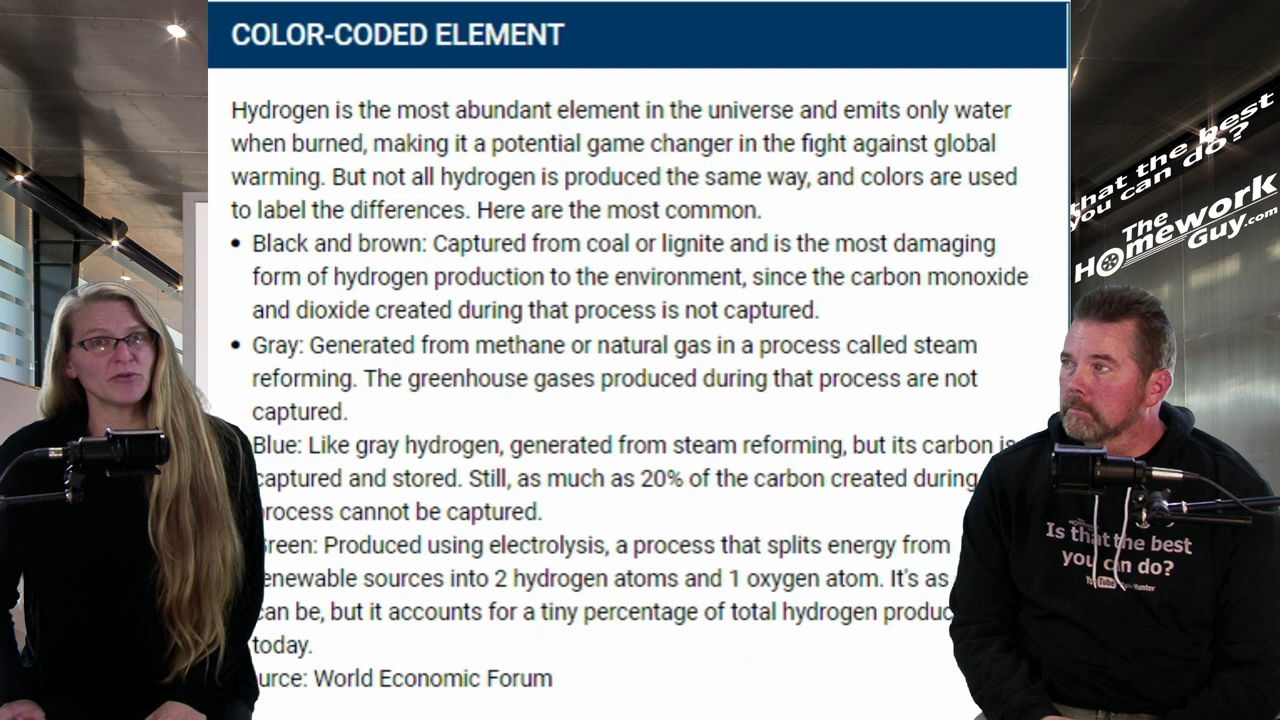 COLOR-CODED ELEMENT
Hydrogen is the most abundant element in the universe and emits only water
when burned, making it a potential game changer in the fight against global
warming. But not all hydrogen is produced the same way, and colors are used
to label the differences. Here are the most common.
• Black and brown: Captured from coal or lignite and is the most damaging
form of hydrogen production to the environment, since the carbon monoxide
and dioxide created during that process is not captured.
• Gray: Generated from methane or natural gas in a process called steam
reforming. The greenhouse gases produced during that process are not
captured.
Blue: Like gray hydrogen, generated from steam reforming, but its carbon is
captured and stored. Still, as much as 20% of the carbon created during
process cannot be captured.
Green: Produced using electrolysis, a process that splits energy from
enewable sources into 2 hydrogen atoms and 1 oxygen atom. It's as
can be, but it accounts for a tiny percentage of total hydrogen produc
today.
urce: World Economic Forum
that the best
you can do?
The
Homework
Guy.com
Is that the best
you can do?